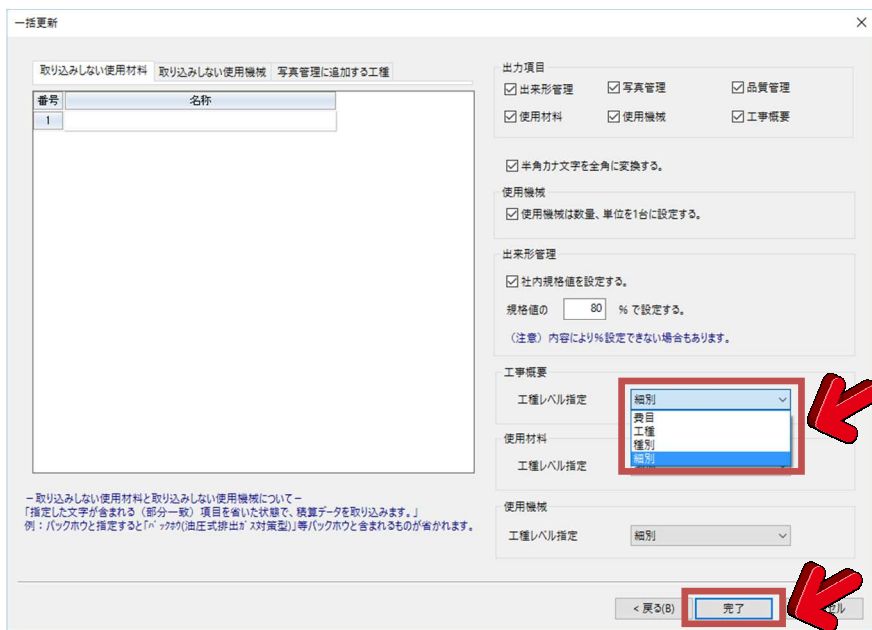 一括更新
取り込みしない使用材料 取り込みしない使用機械 写真管理に追加する工種
番号 名称
1
－取り込みしない使用材料と取り込みしない使用機械について－
「指定した文字が含まれる（部分一致）項目を省いた状態で、積算データを取り込みます。」
例：バックホウと指定すると「ﾊﾞｯｸﾎｳ(油圧式排出ｶﾞｽ対策型)」等バックホウと含まれるものが省かれます。
出力項目
出来形管理 写真管理 品質管理
使用材料 使用機械 工事概要
半角カナ文字を全角に変換する。
使用機械
使用機械は数量、単位を1台に設定する。
出来形管理
社内規格値を設定する。
規格値の 80 % で設定する。
（注意）内容により%設定できない場合もあります。
工事概要
工種レベル指定 細別
費目
工種
種別
細別
使用材料
工種レベル指定
使用機械
工種レベル指定 細別
< 戻る(B) 完了 セル